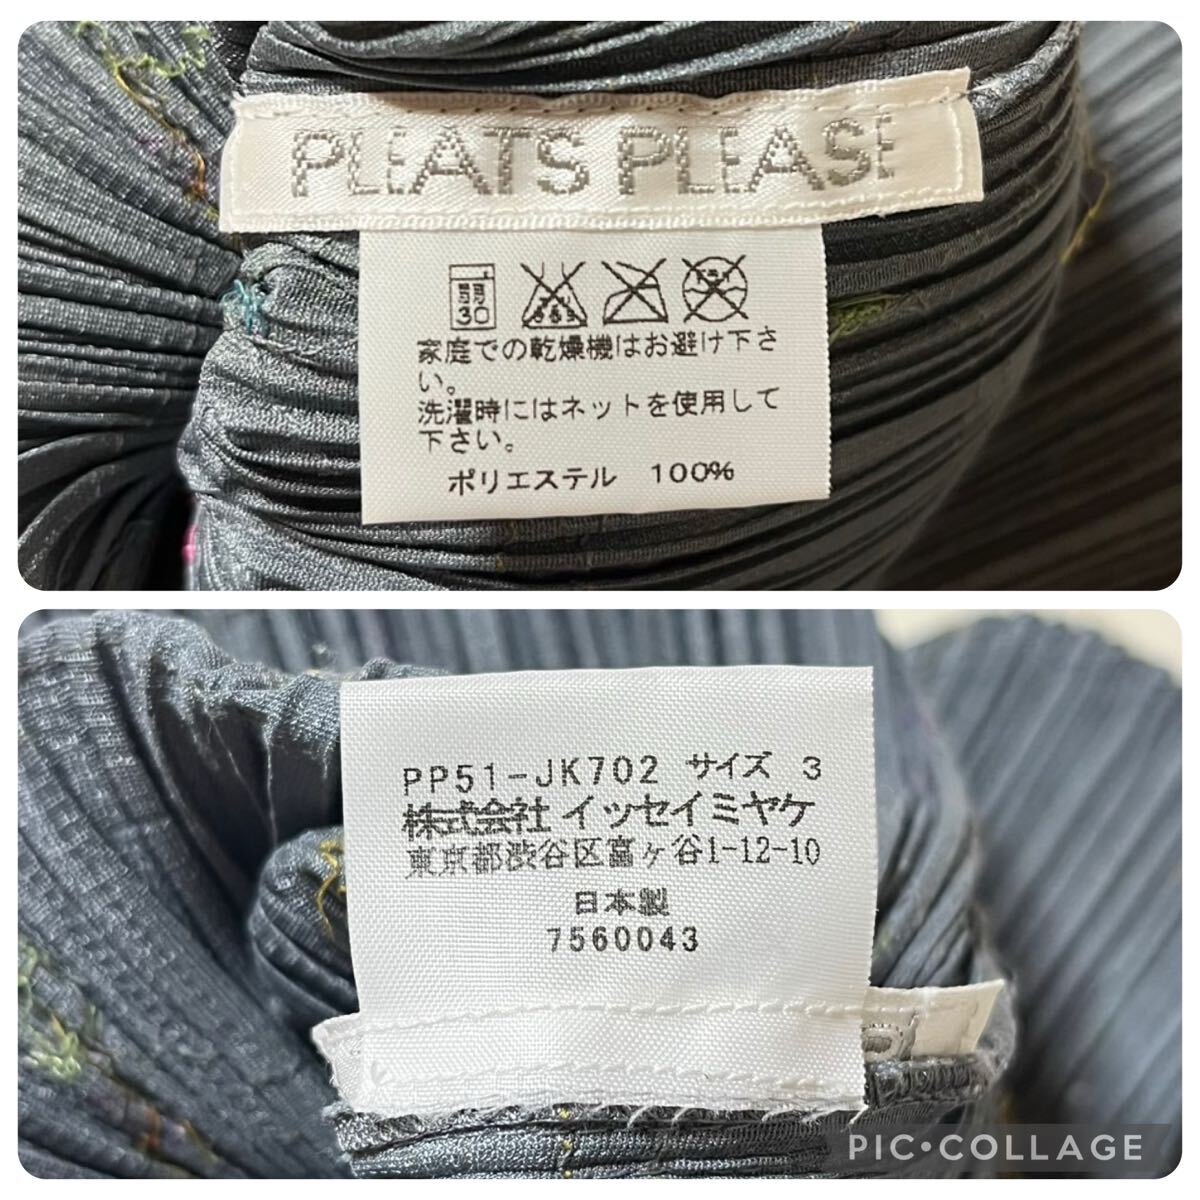 PLEATS PLEASE
弱
30
家庭での乾燥機はお避け下さ
い。
洗濯時にはネットを使用して
下さい。
ポリエステル 100%
PP51-JK702 サイズ 3
株式会社 イッセイミヤケ
東京都渋谷区富ヶ谷1-12-10
日本製
7560043
PIC•COLLAGE